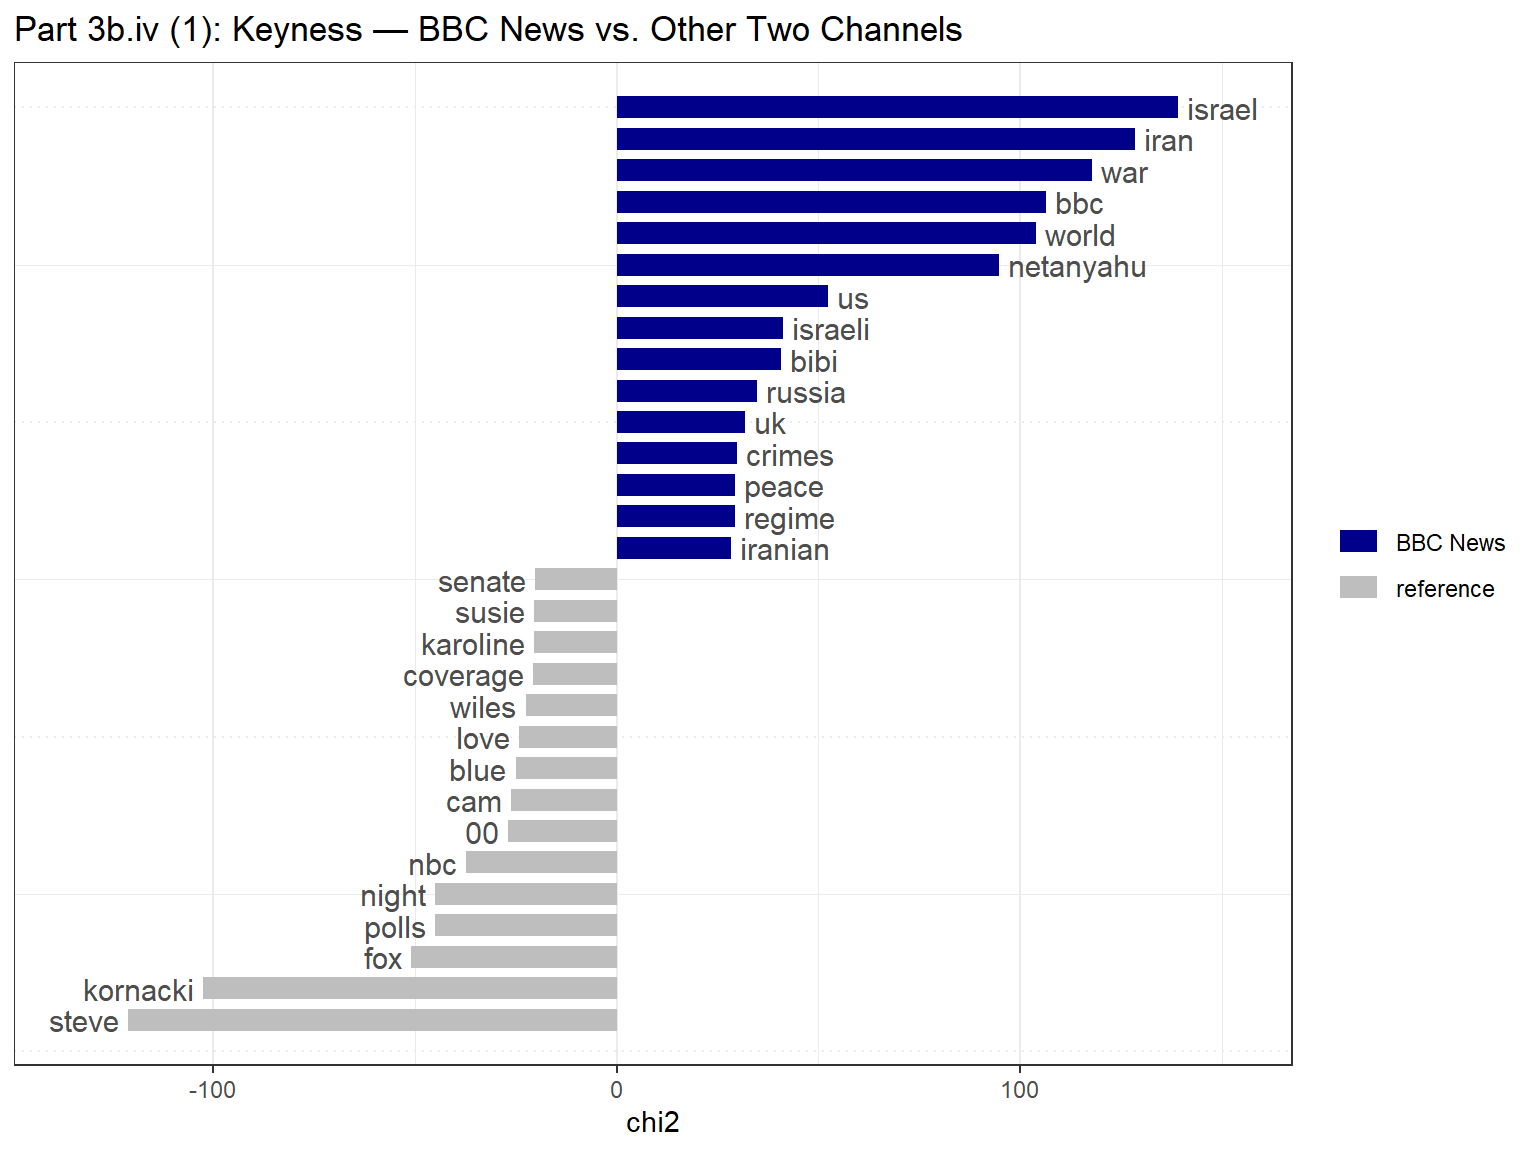 Part 3b.iv (1): Keyness — BBC News vs. Other Two Channels
israel
iran
war
bbc
world
netanyahu
us
israeli
bibi
russia
uk
crimes
peace
regime
iranian
senate
susie
karoline
coverage
wiles
love
blue
cam
00
nbc
night
polls
fox
kornacki
steve
BBC News
reference
-100 0 100
chi2